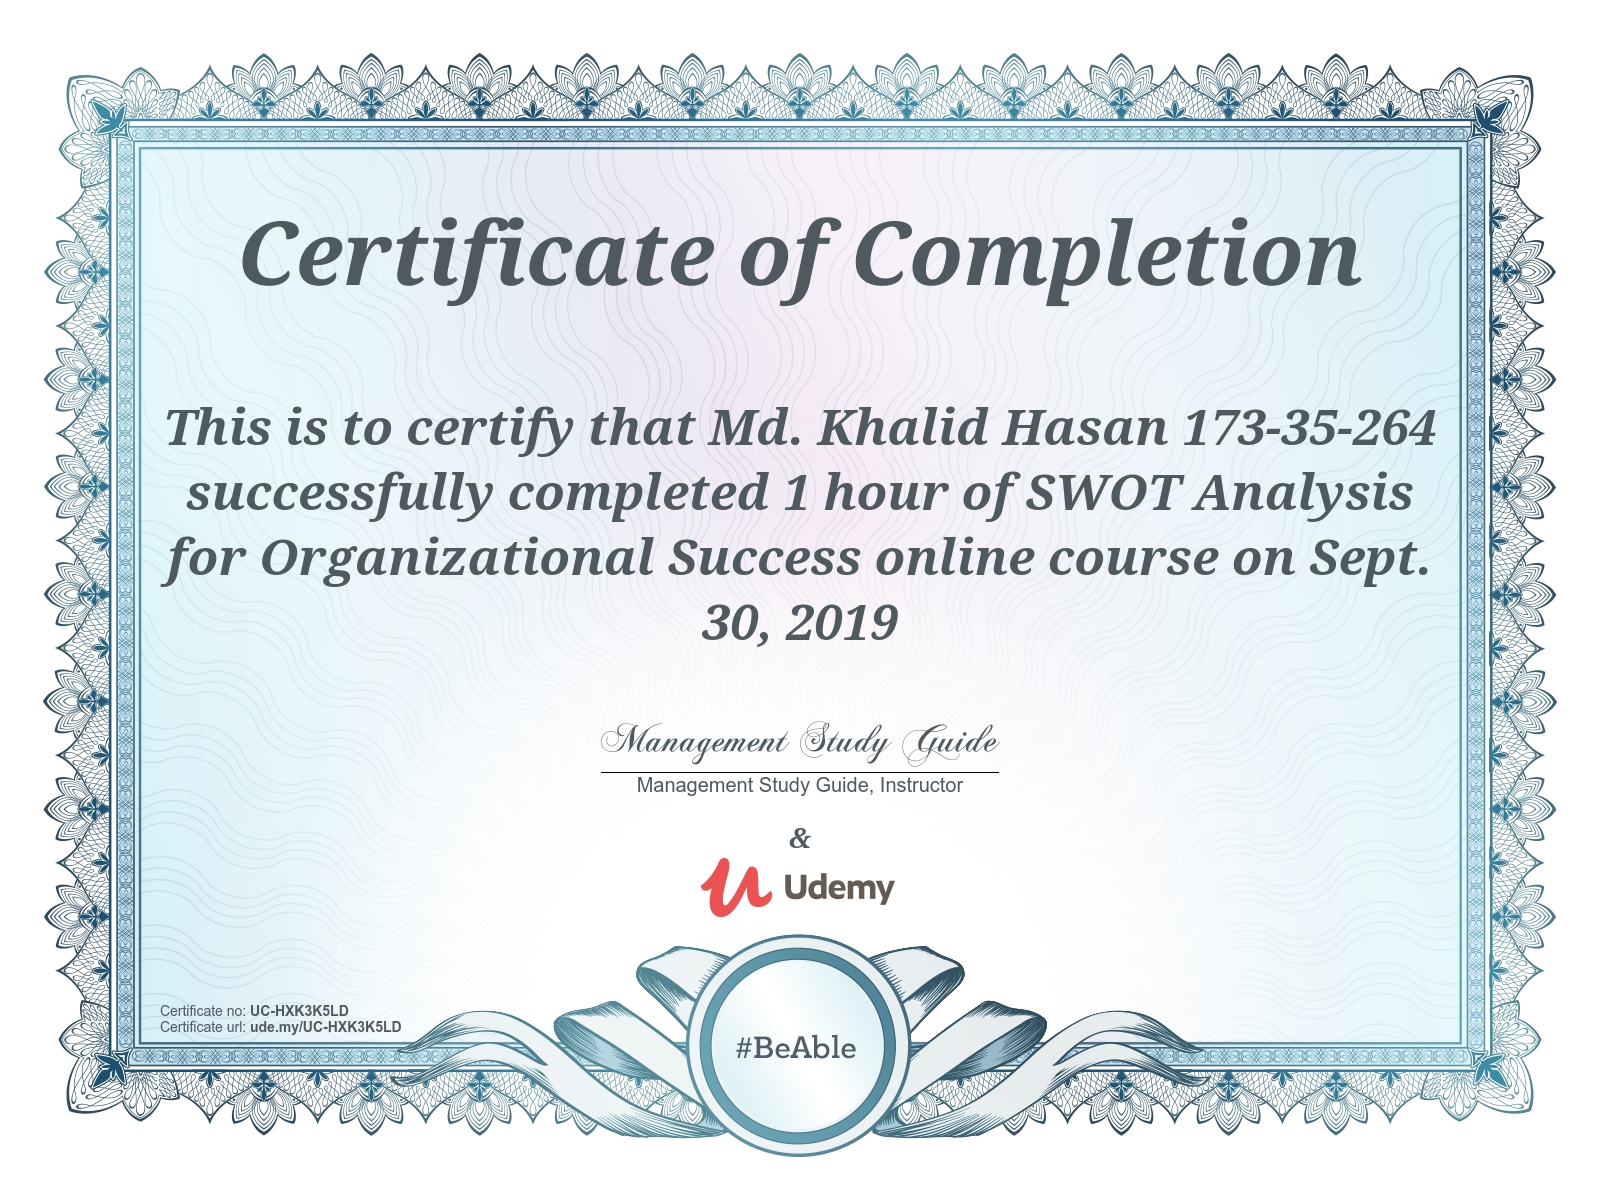 Certificate of Completion
This is to certify that Md. Khalid Hasan 173-35-264
successfully completed 1 hour of SWOT Analysis
for Organizational Success online course on Sept.
30, 2019
Management Study Guide
Management Study Guide, Instructor
&
Udemy
Certificate no: UC-HXK3K5LD
Certificate url: ude.my/UC-HXK3K5LD
#BeAble